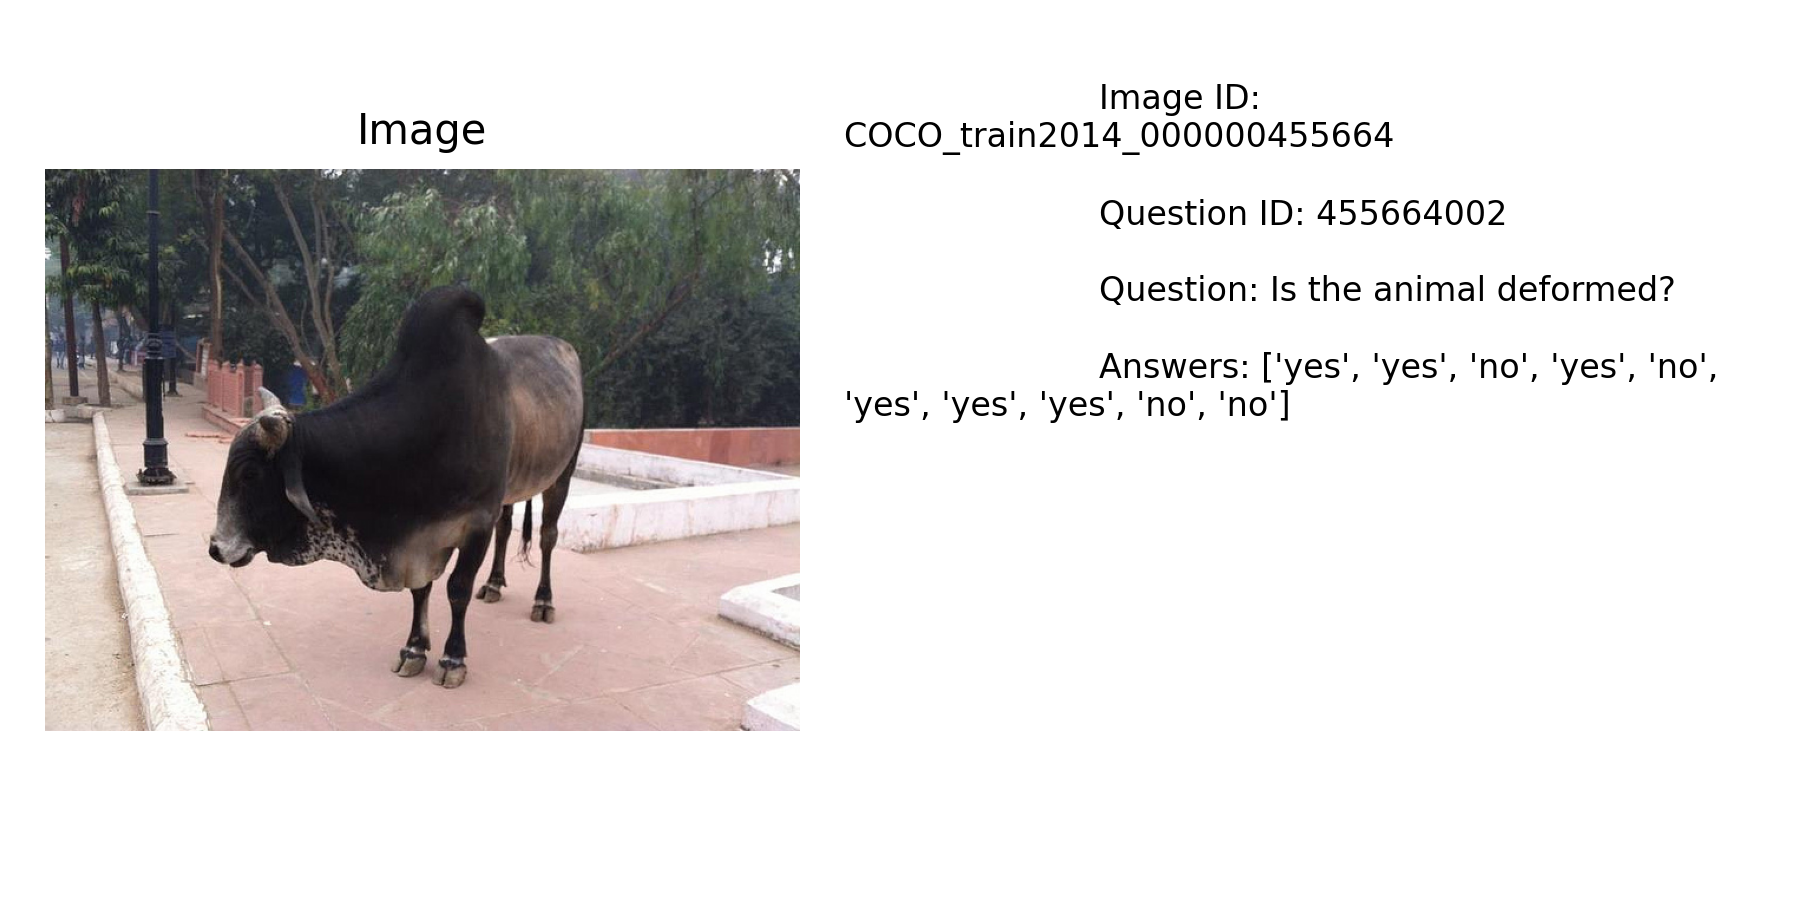 Image
Image ID:
COCO_train2014_000000455664
Question ID: 455664002
Question: Is the animal deformed?
Answers: ['yes', 'yes', 'no', 'yes', 'no',
'yes', 'yes', 'yes', 'no', 'no']